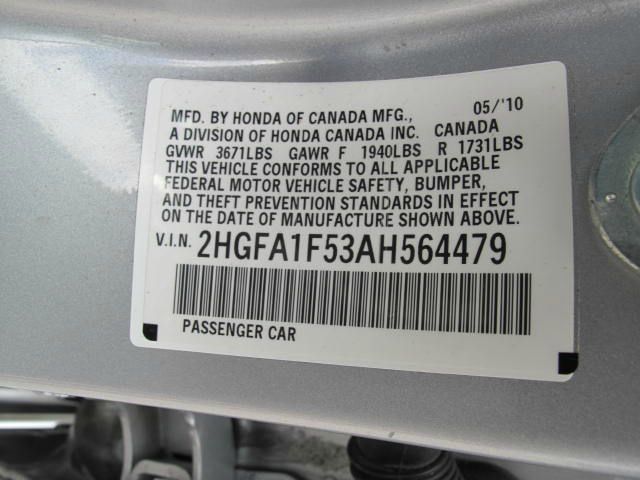 MFD. BY HONDA OF CANADA MFG., 05/'10
A DIVISION OF HONDA CANADA INC. CANADA
GVWR 3671LBS GAWR F 1940LBS R 1731LBS
THIS VEHICLE CONFORMS TO ALL APPLICABLE
FEDERAL MOTOR VEHICLE SAFETY, BUMPER,
AND THEFT PREVENTION STANDARDS IN EFFECT
ON THE DATE OF MANUFACTURE SHOWN ABOVE.
V.I.N. 2HGFA1F53AH564479
PASSENGER CAR